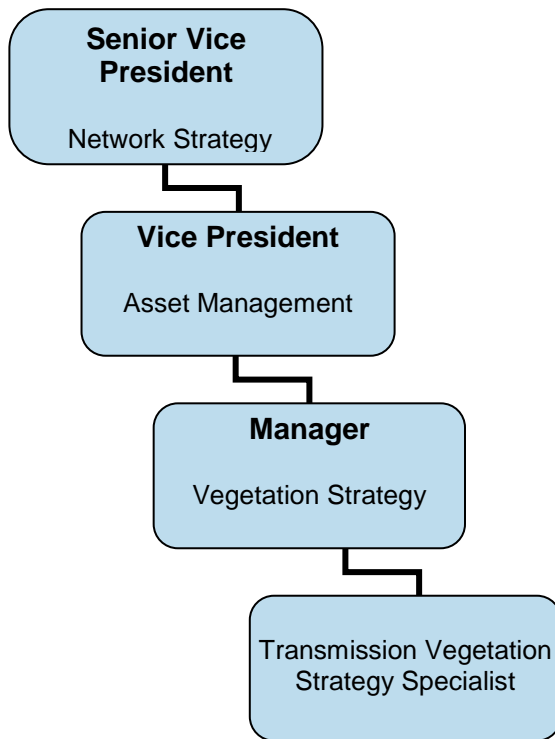 Senior Vice
President
Network Strategy
Vice President
Asset Management
Manager
Vegetation Strategy
Transmission Vegetation
Strategy Specialist